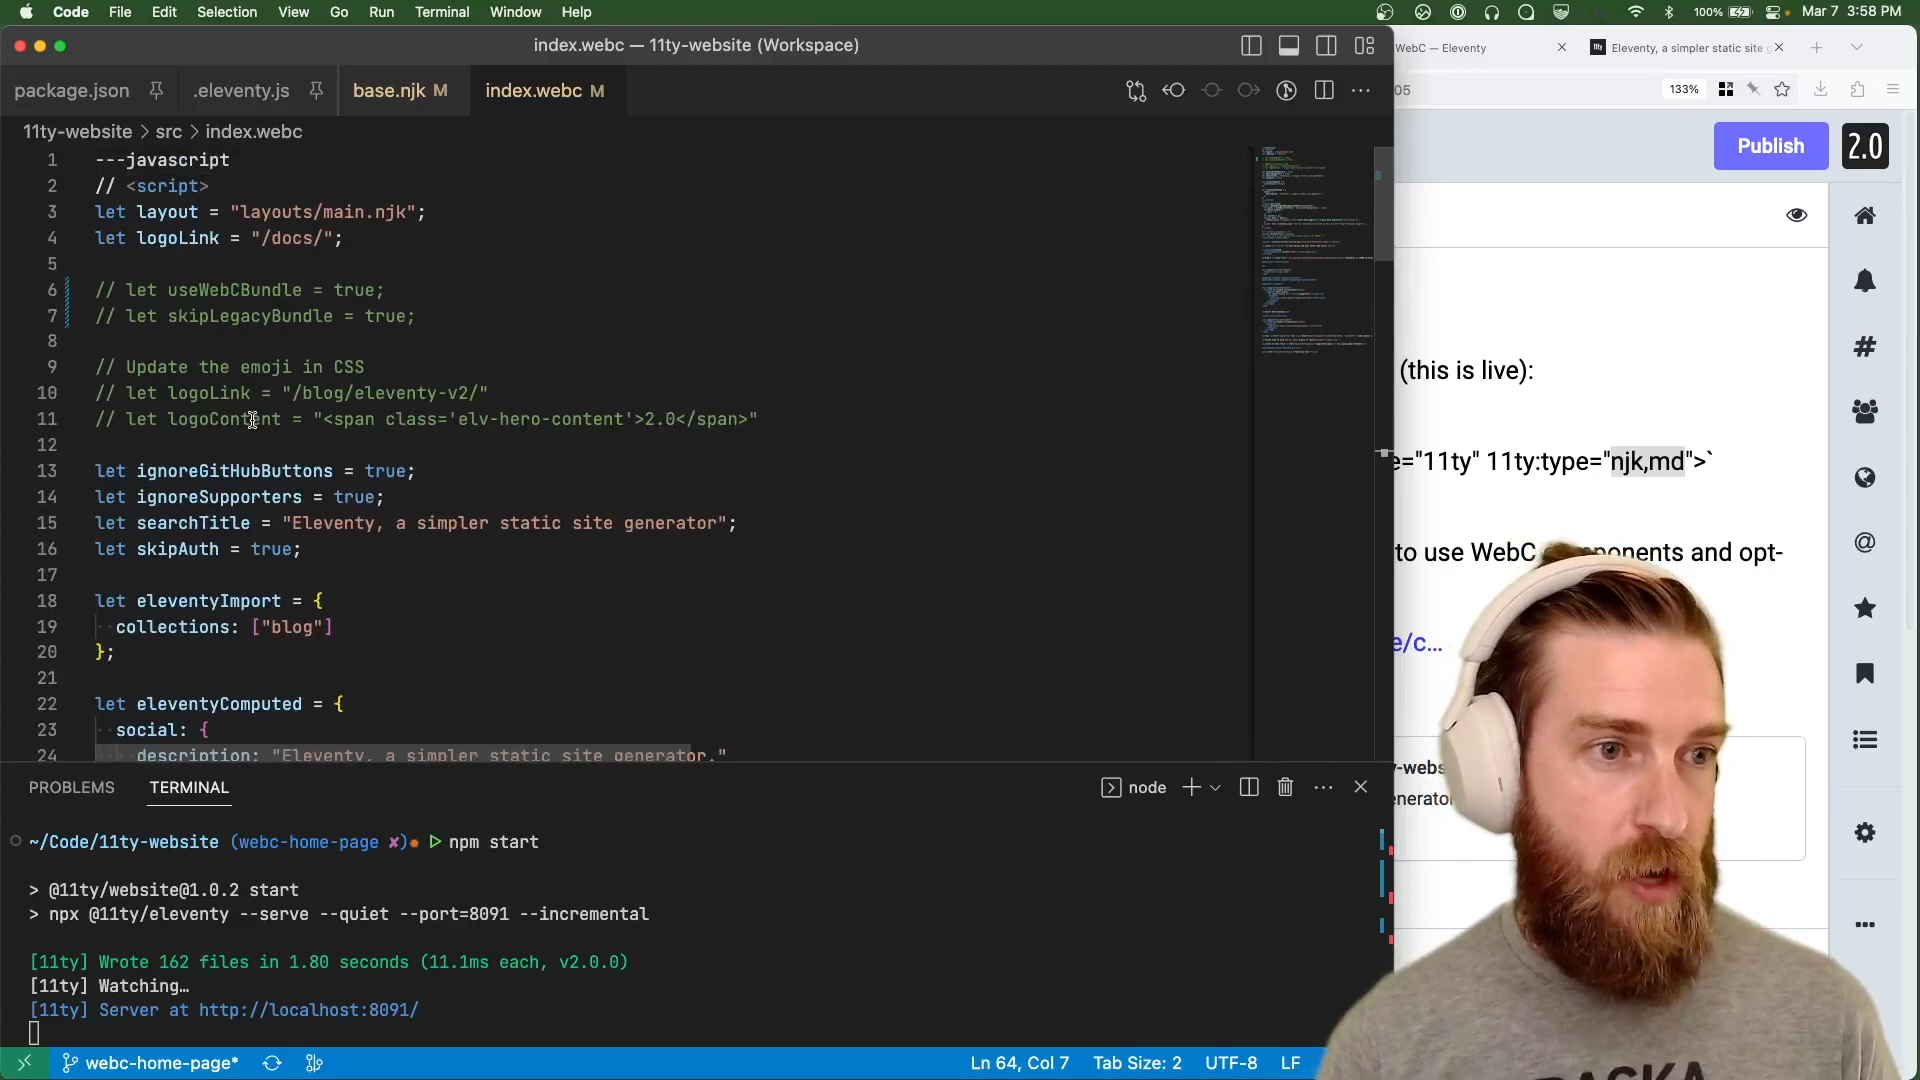 Code File Edit Selection View Go Run Terminal Window Help 100% Mar 7 3:58 PM
index.webc — 11ty-website (Workspace)
WebC — Eleventy
Eleventy, a simpler static site g
package.json .eleventy.js base.njk M index.webc M
05 133%
11ty-website > src > index.webc
Publish 2.0
1 ---javascript
2 // <script>
3 let layout = "layouts/main.njk";
4 let logoLink = "/docs/";
5
6 // let useWebCBundle = true;
7 // let skipLegacyBundle = true;
8
9 // Update the emoji in CSS
10 // let logoLink = "/blog/eleventy-v2/"
11 // let logoContent = "<span class='elv-hero-content'>2.0</span>"
12
13 let ignoreGitHubButtons = true;
14 let ignoreSupporters = true;
15 let searchTitle = "Eleventy, a simpler static site generator";
16 let skipAuth = true;
17
18 let eleventyImport = {
19 collections: ["blog"]
20 };
21
22 let eleventyComputed = {
23 social: {
24 description: "Eleventy, a simpler static site generator."
(this is live):
e="11ty" 11ty:type="njk,md">`
to use WebC components and opt-
e/c…
y-webs
enerator
PROBLEMS TERMINAL node
~/Code/11ty-website (webc-home-page ✘) npm start
> @11ty/website@1.0.2 start
> npx @11ty/eleventy --serve --quiet --port=8091 --incremental
[11ty] Wrote 162 files in 1.80 seconds (11.1ms each, v2.0.0)
[11ty] Watching…
[11ty] Server at http://localhost:8091/
webc-home-page* Ln 64, Col 7 Tab Size: 2 UTF-8 LF